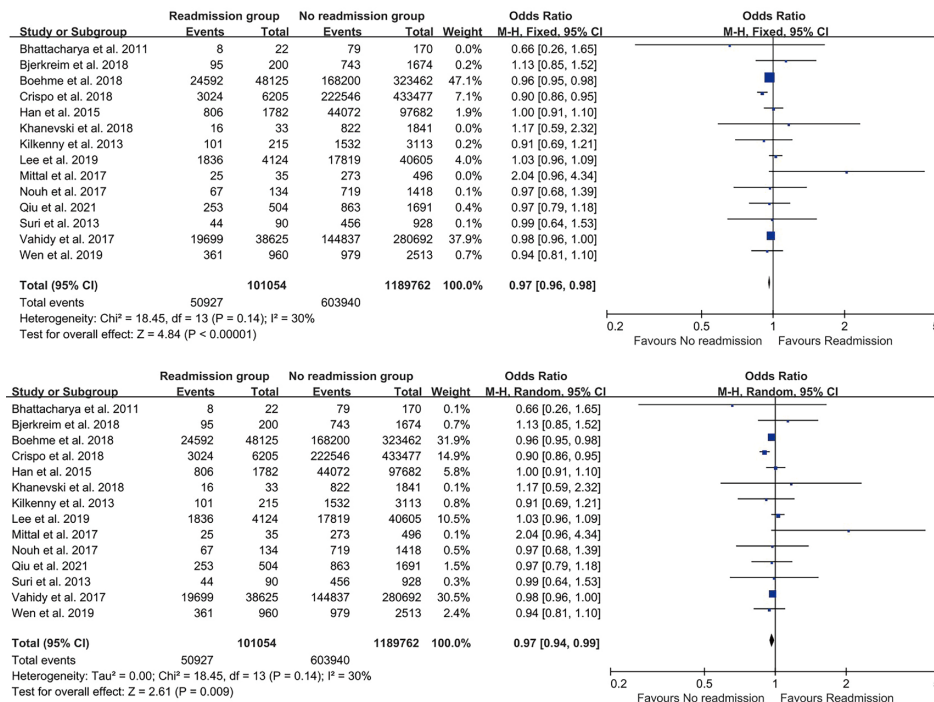 Readmission group No readmission group Odds Ratio Odds Ratio
Study or Subgroup Events Total Events Total Weight M-H, Fixed, 95% CI M-H, Fixed, 95% CI
Bhattacharya et al. 2011 8 22 79 170 0.0% 0.66 [0.26, 1.65]
Bjerkreim et al. 2018 95 200 743 1674 0.2% 1.13 [0.85, 1.52]
Boehme et al. 2018 24592 48125 168200 323462 47.1% 0.96 [0.95, 0.98]
Crispo et al. 2018 3024 6205 222546 433477 7.1% 0.90 [0.86, 0.95]
Han et al. 2015 806 1782 44072 97682 1.9% 1.00 [0.91, 1.10]
Khanevski et al. 2018 16 33 822 1841 0.0% 1.17 [0.59, 2.32]
Kilkenny et al. 2013 101 215 1532 3113 0.2% 0.91 [0.69, 1.21]
Lee et al. 2019 1836 4124 17819 40605 4.0% 1.03 [0.96, 1.09]
Mittal et al. 2017 25 35 273 496 0.0% 2.04 [0.96, 4.34]
Nouh et al. 2017 67 134 719 1418 0.2% 0.97 [0.68, 1.39]
Qiu et al. 2021 253 504 863 1691 0.4% 0.97 [0.79, 1.18]
Suri et al. 2013 44 90 456 928 0.1% 0.99 [0.64, 1.53]
Vahidy et al. 2017 19699 38625 144837 280692 37.9% 0.98 [0.96, 1.00]
Wen et al. 2019 361 960 979 2513 0.7% 0.94 [0.81, 1.10]
Total (95% CI) 101054 1189762 100.0% 0.97 [0.96, 0.98]
Total events 50927 603940
Heterogeneity: Chi² = 18.45, df = 13 (P = 0.14); I² = 30%
Test for overall effect: Z = 4.84 (P < 0.00001)
0.2 0.5 1 2
Favours No readmission Favours Readmission
Readmission group No readmission group Odds Ratio Odds Ratio
Study or Subgroup Events Total Events Total Weight M-H, Random, 95% CI M-H, Random, 95% CI
Bhattacharya et al. 2011 8 22 79 170 0.1% 0.66 [0.26, 1.65]
Bjerkreim et al. 2018 95 200 743 1674 0.7% 1.13 [0.85, 1.52]
Boehme et al. 2018 24592 48125 168200 323462 31.9% 0.96 [0.95, 0.98]
Crispo et al. 2018 3024 6205 222546 433477 14.9% 0.90 [0.86, 0.95]
Han et al. 2015 806 1782 44072 97682 5.8% 1.00 [0.91, 1.10]
Khanevski et al. 2018 16 33 822 1841 0.1% 1.17 [0.59, 2.32]
Kilkenny et al. 2013 101 215 1532 3113 0.8% 0.91 [0.69, 1.21]
Lee et al. 2019 1836 4124 17819 40605 10.5% 1.03 [0.96, 1.09]
Mittal et al. 2017 25 35 273 496 0.1% 2.04 [0.96, 4.34]
Nouh et al. 2017 67 134 719 1418 0.5% 0.97 [0.68, 1.39]
Qiu et al. 2021 253 504 863 1691 1.6% 0.97 [0.79, 1.18]
Suri et al. 2013 44 90 456 928 0.3% 0.99 [0.64, 1.53]
Vahidy et al. 2017 19699 38625 144837 280692 30.5% 0.98 [0.96, 1.00]
Wen et al. 2019 361 960 979 2513 2.4% 0.94 [0.81, 1.10]
Total (95% CI) 101054 1189762 100.0% 0.97 [0.94, 0.99]
Total events 50927 603940
Heterogeneity: Tau² = 0.00; Chi² = 18.45, df = 13 (P = 0.14); I² = 30%
Test for overall effect: Z = 2.61 (P = 0.009)
0.2 0.5 1 2
Favours No readmission Favours Readmission